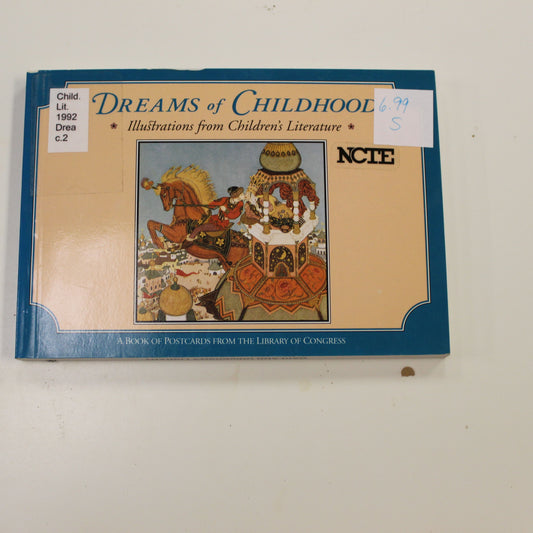 Child.
Lit.
1992
Drea
c.2
DREAMS of CHILDHOOD
* Illustrations from Children's Literature *
6.99
S
NCTE
A BOOK OF POSTCARDS FROM THE LIBRARY OF CONGRESS